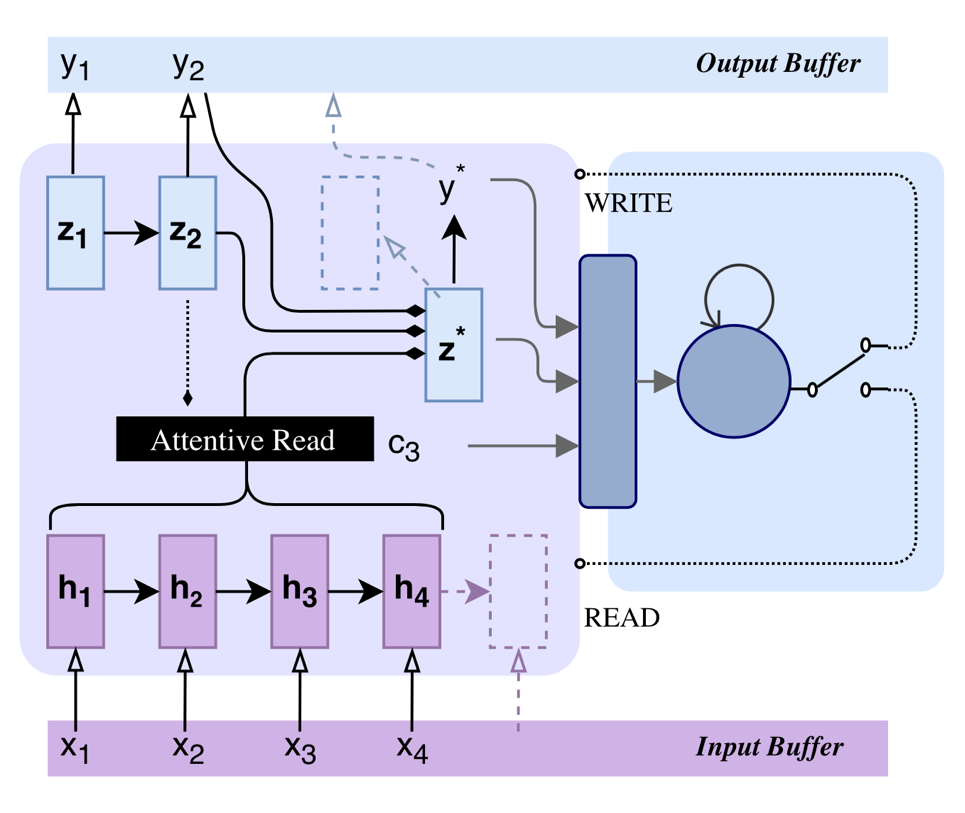 y1 y2 Output Buffer
y*
WRITE
z1 z2
z*
Attentive Read c3
h1 h2 h3 h4
READ
x1 x2 x3 x4 Input Buffer